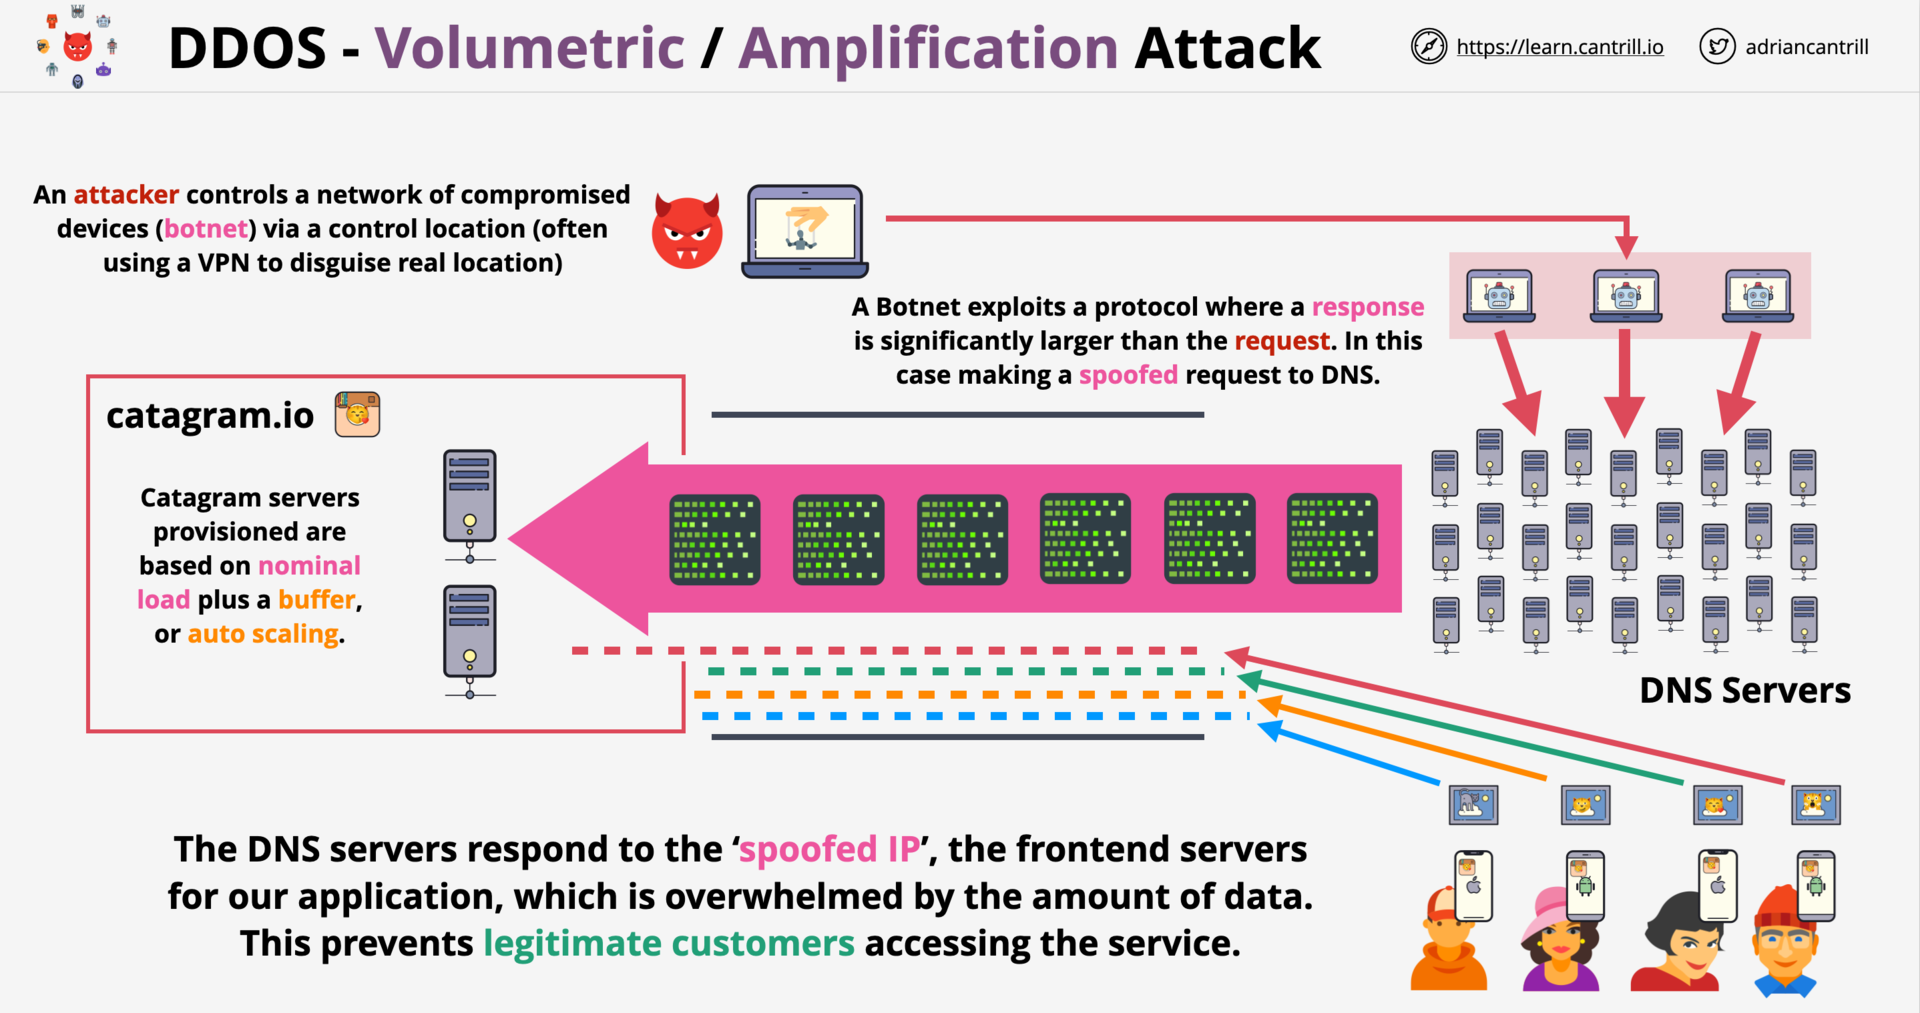 DDOS - Volumetric / Amplification Attack
https://learn.cantrill.io
adriancantrill
An attacker controls a network of compromised
devices (botnet) via a control location (often
using a VPN to disguise real location)
A Botnet exploits a protocol where a response
is significantly larger than the request. In this
case making a spoofed request to DNS.
catagram.io
Catagram servers
provisioned are
based on nominal
load plus a buffer,
or auto scaling.
DNS Servers
The DNS servers respond to the ‘spoofed IP’, the frontend servers
for our application, which is overwhelmed by the amount of data.
This prevents legitimate customers accessing the service.